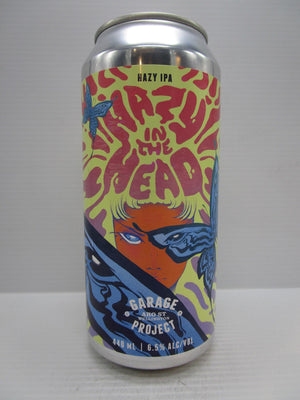 HAZY IPA
HAZY
IN
THE
HEAD
GARAGE
ARO ST
WELLINGTON
PROJECT
440 ML | 6.5% ALC/VOL